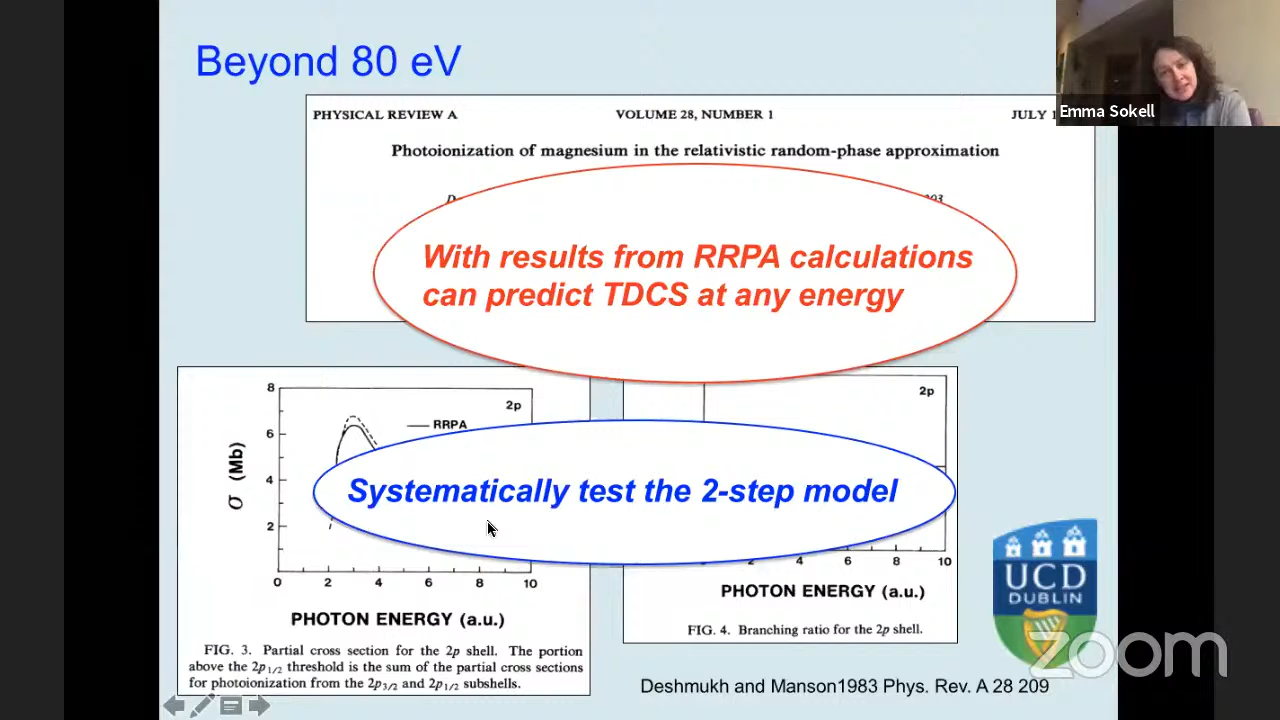 Beyond 80 eV
Emma Sokell
PHYSICAL REVIEW A VOLUME 28, NUMBER 1 JULY
Photoionization of magnesium in the relativistic random-phase approximation
With results from RRPA calculations
can predict TDCS at any energy
8
2p
6
RRPA
4
σ (Mb)
2
0 2 4 6 8 10
PHOTON ENERGY (a.u.)
FIG. 3. Partial cross section for the 2p shell. The portion
above the 2p1/2 threshold is the sum of the partial cross sections
for photoionization from the 2p3/2 and 2p1/2 subshells.
Systematically test the 2-step model
2p
2 4 6 8 10
PHOTON ENERGY (a.u.)
FIG. 4. Branching ratio for the 2p shell.
Deshmukh and Manson1983 Phys. Rev. A 28 209
UCD
DUBLIN
zoom